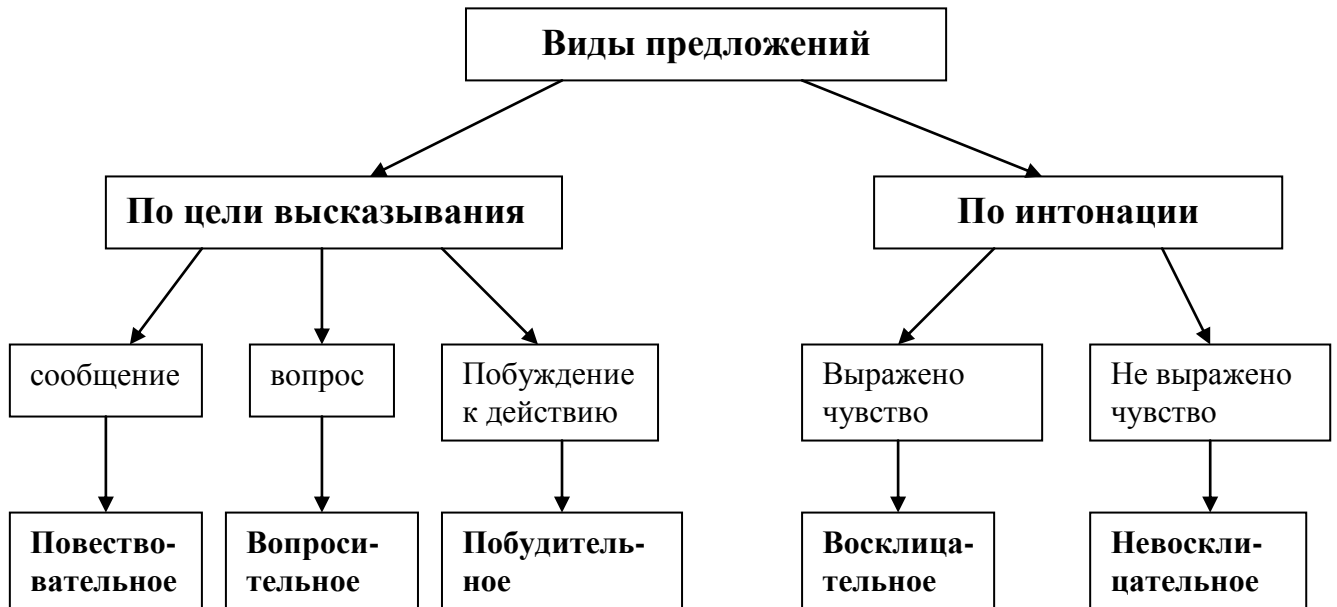 Виды предложений
По цели высказывания
По интонации
сообщение
вопрос
Побуждение
к действию
Выражено
чувство
Не выражено
чувство
Повество-
вательное
Вопроси-
тельное
Побудитель-
ное
Восклица-
тельное
Невоскли-
цательное